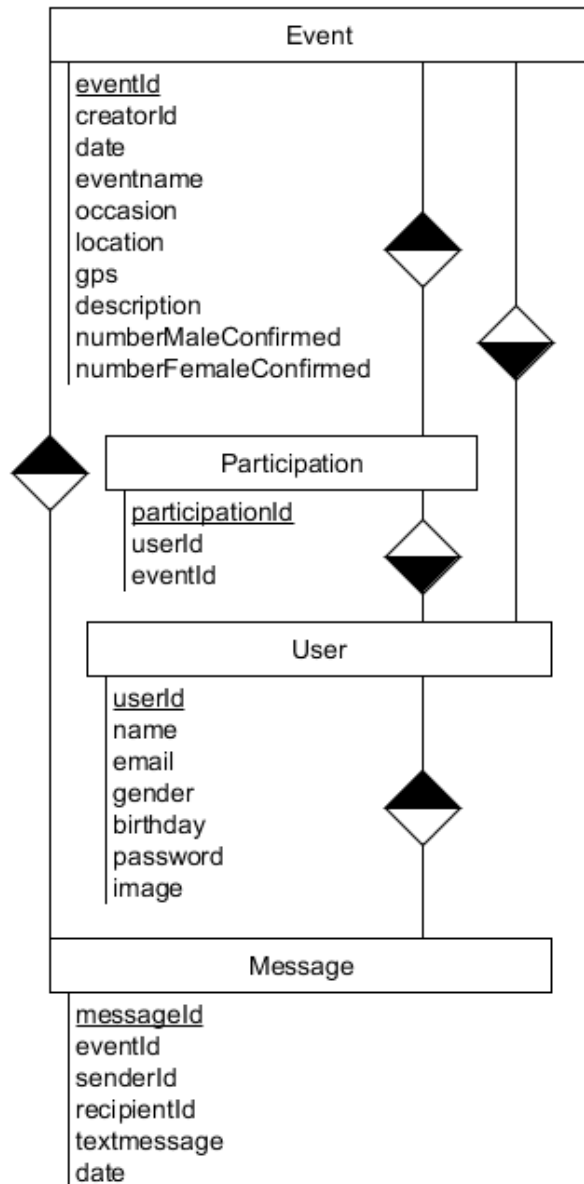 Event
eventId
creatorId
date
eventname
occasion
location
gps
description
numberMaleConfirmed
numberFemaleConfirmed
Participation
participationId
userId
eventId
User
userId
name
email
gender
birthday
password
image
Message
messageId
eventId
senderId
recipientId
textmessage
date